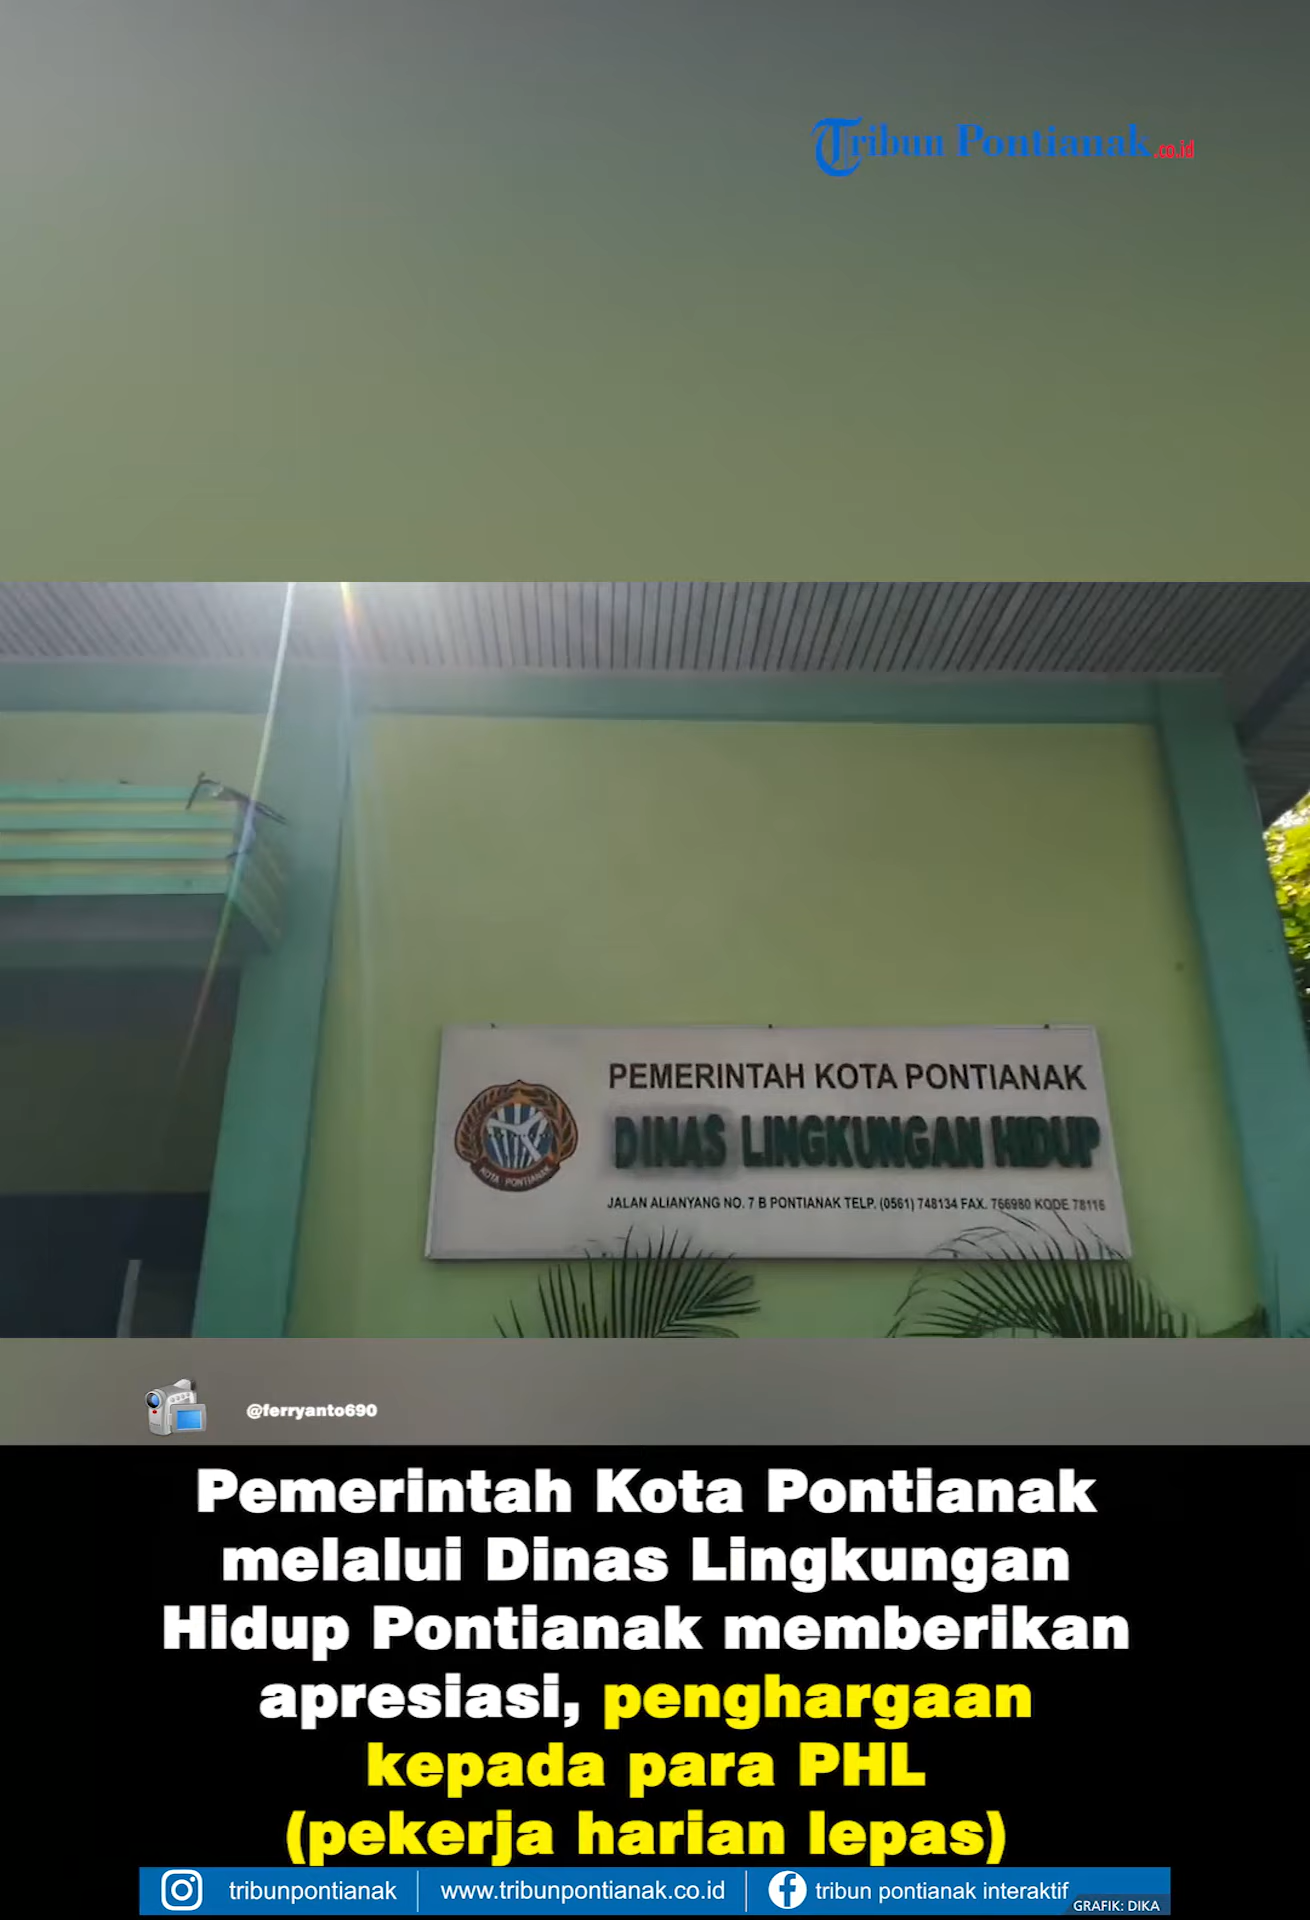 Tribun Pontianak.co.id
PEMERINTAH KOTA PONTIANAK
DINAS LINGKUNGAN HIDUP
JALAN ALIANYANG NO. 7 B PONTIANAK TELP. (0561) 748134 FAX. 766980 KODE 78116
KOTA PONTIANAK
@ferryanto690
Pemerintah Kota Pontianak
melalui Dinas Lingkungan
Hidup Pontianak memberikan
apresiasi, penghargaan
kepada para PHL
(pekerja harian lepas)
tribunpontianak
www.tribunpontianak.co.id
tribun pontianak interaktif
GRAFIK: DIKA